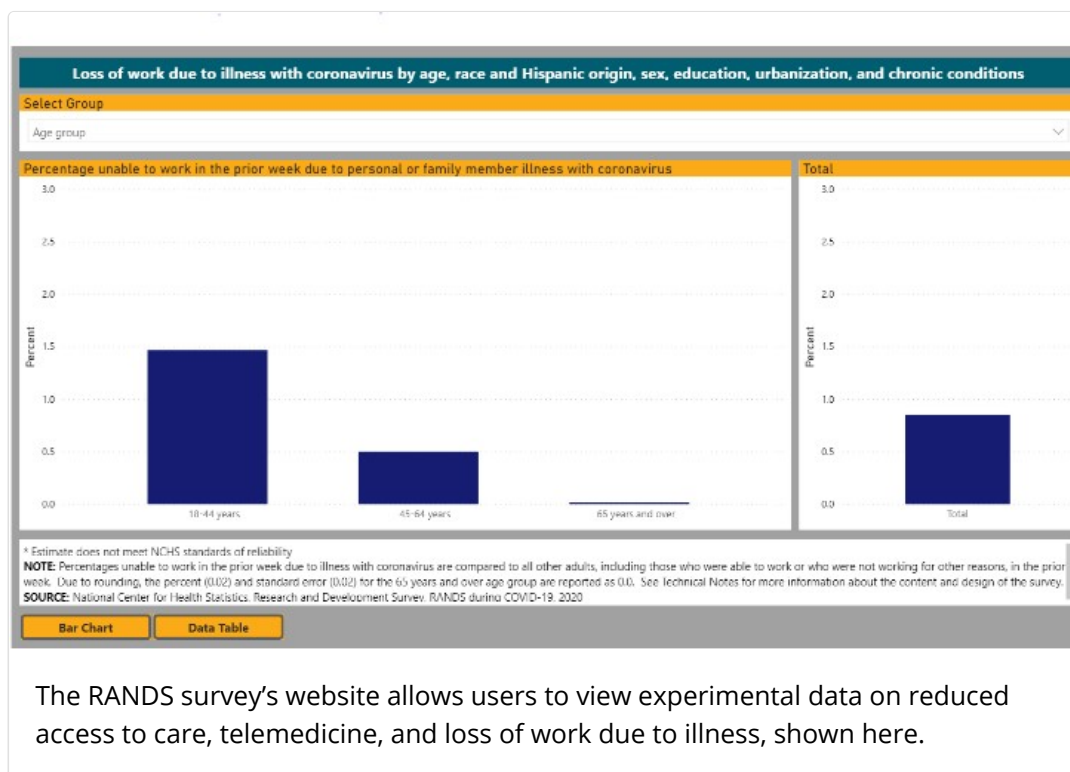 Loss of work due to illness with coronavirus by age, race and Hispanic origin, sex, education, urbanization, and chronic conditions
Select Group
Age group
Percentage unable to work in the prior week due to personal or family member illness with coronavirus
Total
3.0
2.5
2.0
1.5
1.0
0.5
0.0
Percent
18-44 years
45-64 years
65 years and over
3.0
2.5
2.0
1.5
1.0
0.5
0.0
Percent
Total
* Estimate does not meet NCHS standards of reliability
NOTE: Percentages unable to work in the prior week due to illness with coronavirus are compared to all other adults, including those who were able to work or who were not working for other reasons, in the prior
week. Due to rounding, the percent (0.02) and standard error (0.02) for the 65 years and over age group are reported as 0.0. See Technical Notes for more information about the content and design of the survey.
SOURCE: National Center for Health Statistics. Research and Development Survey. RANDS during COVID-19, 2020
Bar Chart
Data Table
The RANDS survey’s website allows users to view experimental data on reduced
access to care, telemedicine, and loss of work due to illness, shown here.